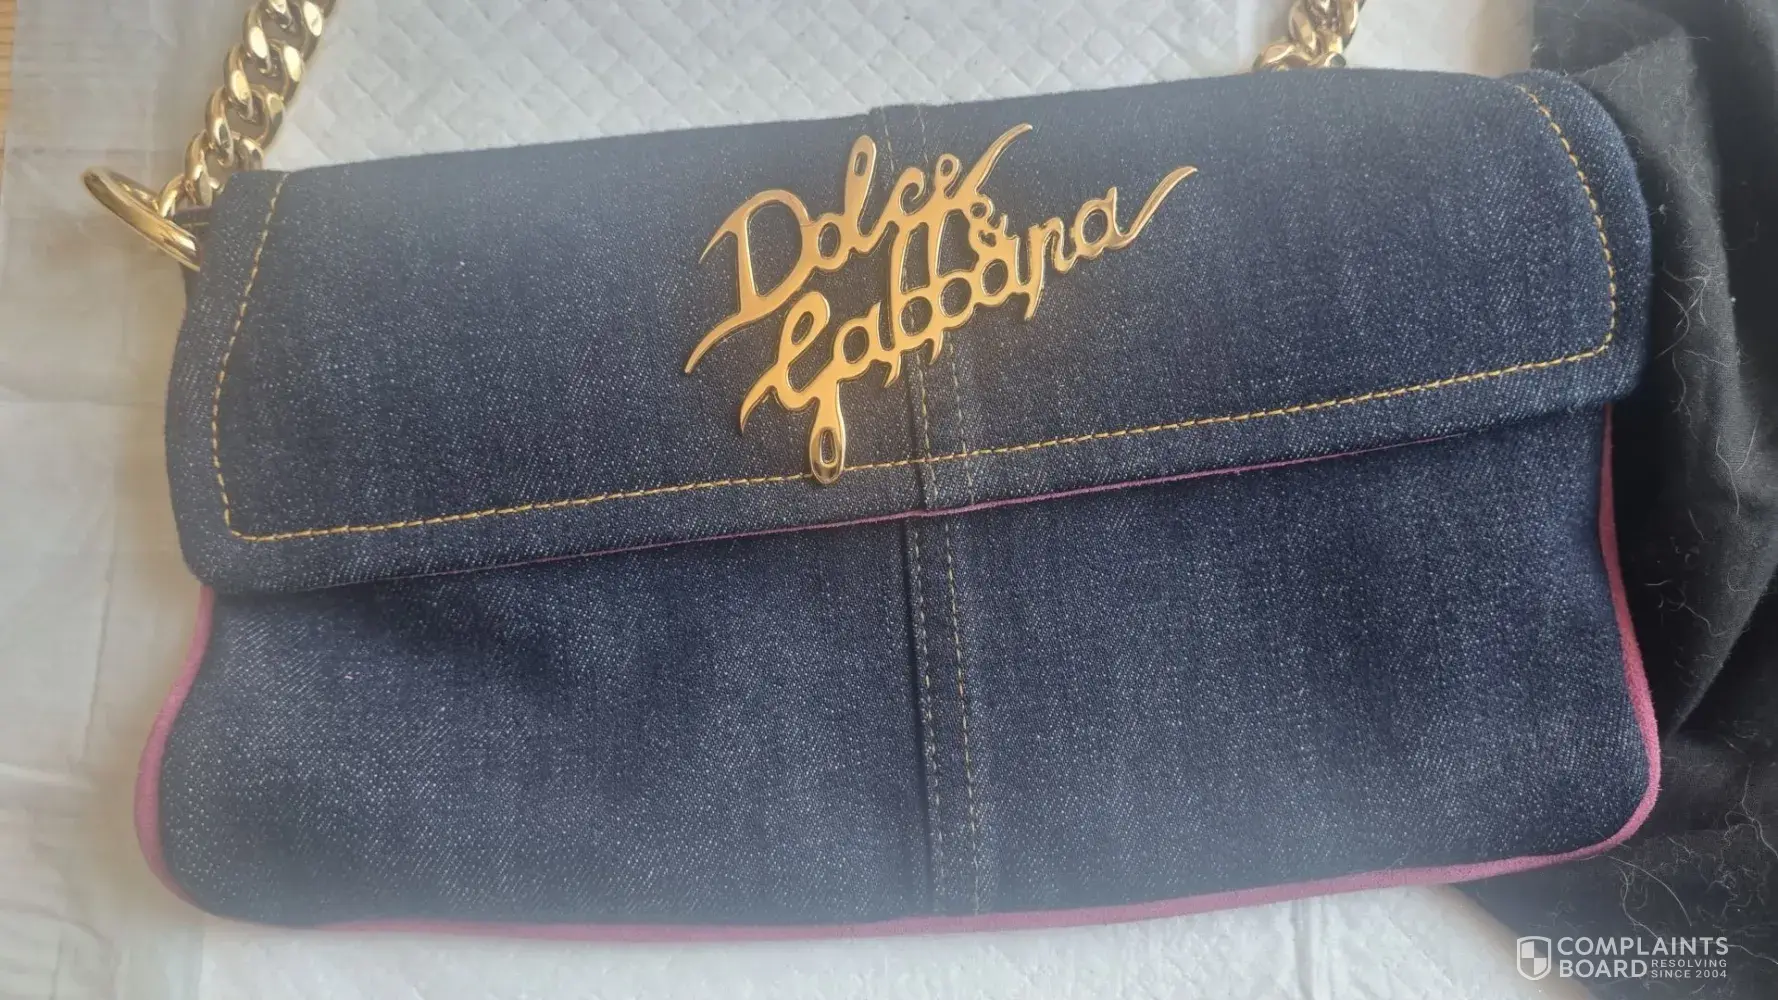 Dolce &
Gabbana
COMPLAINTS
BOARD RESOLVING
SINCE 2004